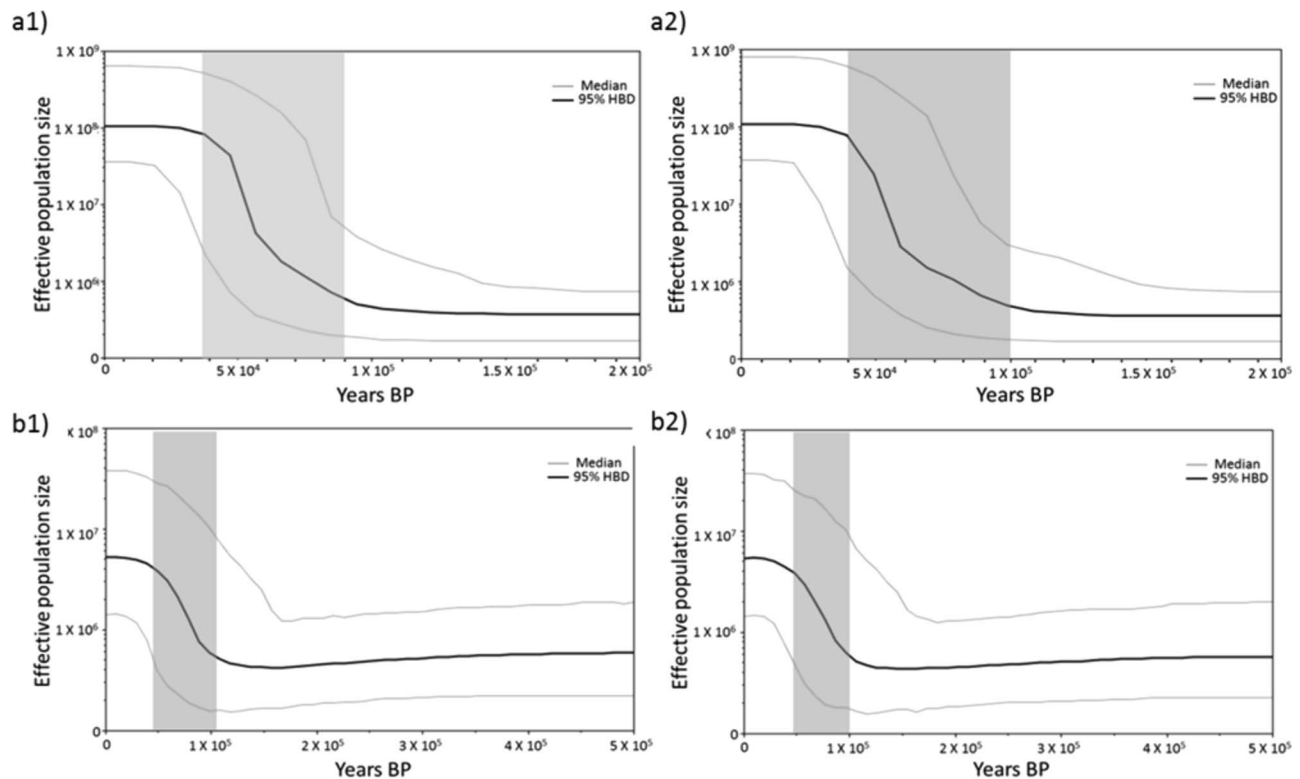 a1)
1 X 10⁹
1 X 10⁸
1 X 10⁷
1 X 10⁶
0
Effective population size
Median
95% HBD
0
5 X 10⁴
1 X 10⁵
1.5 X 10⁵
2 X 10⁵
Years BP
a2)
1 X 10⁹
1 X 10⁸
1 X 10⁷
1 X 10⁶
0
Effective population size
Median
95% HBD
0
5 X 10⁴
1 X 10⁵
1.5 X 10⁵
2 X 10⁵
Years BP
b1)
x 10⁸
1 X 10⁷
1 X 10⁶
0
Effective population size
Median
95% HBD
0
1 X 10⁵
2 X 10⁵
3 X 10⁵
4 X 10⁵
5 X 10⁵
Years BP
b2)
x 10⁸
1 X 10⁷
1 X 10⁶
0
Effective population size
Median
95% HBD
0
1 X 10⁵
2 X 10⁵
3 X 10⁵
4 X 10⁵
5 X 10⁵
Years BP